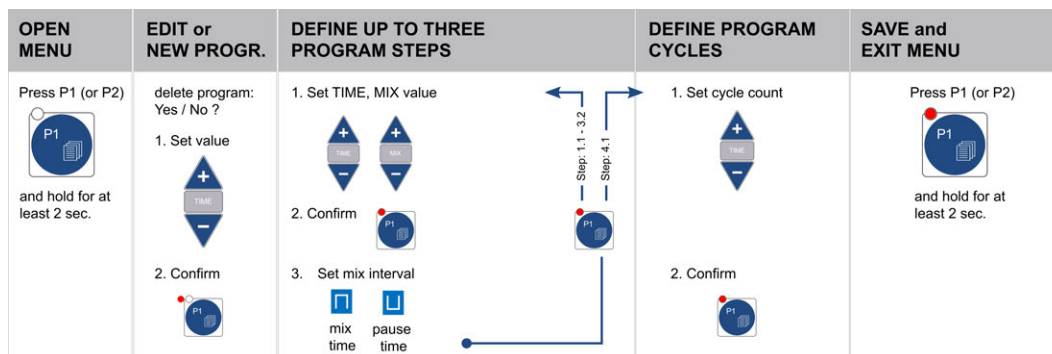 OPEN
MENU
EDIT or
NEW PROGR.
DEFINE UP TO THREE
PROGRAM STEPS
DEFINE PROGRAM
CYCLES
SAVE and
EXIT MENU
Press P1 (or P2)
P1
and hold for at
least 2 sec.
delete program:
Yes / No ?
1. Set value
+
TIME
−
2. Confirm
P1
1. Set TIME, MIX value
+ +
TIME MIX
− −
2. Confirm
P1
3. Set mix interval
mix
time
pause
time
Step: 1.1 - 3.2
Step: 4.1
P1
1. Set cycle count
+
TIME
−
2. Confirm
P1
Press P1 (or P2)
P1
and hold for at
least 2 sec.